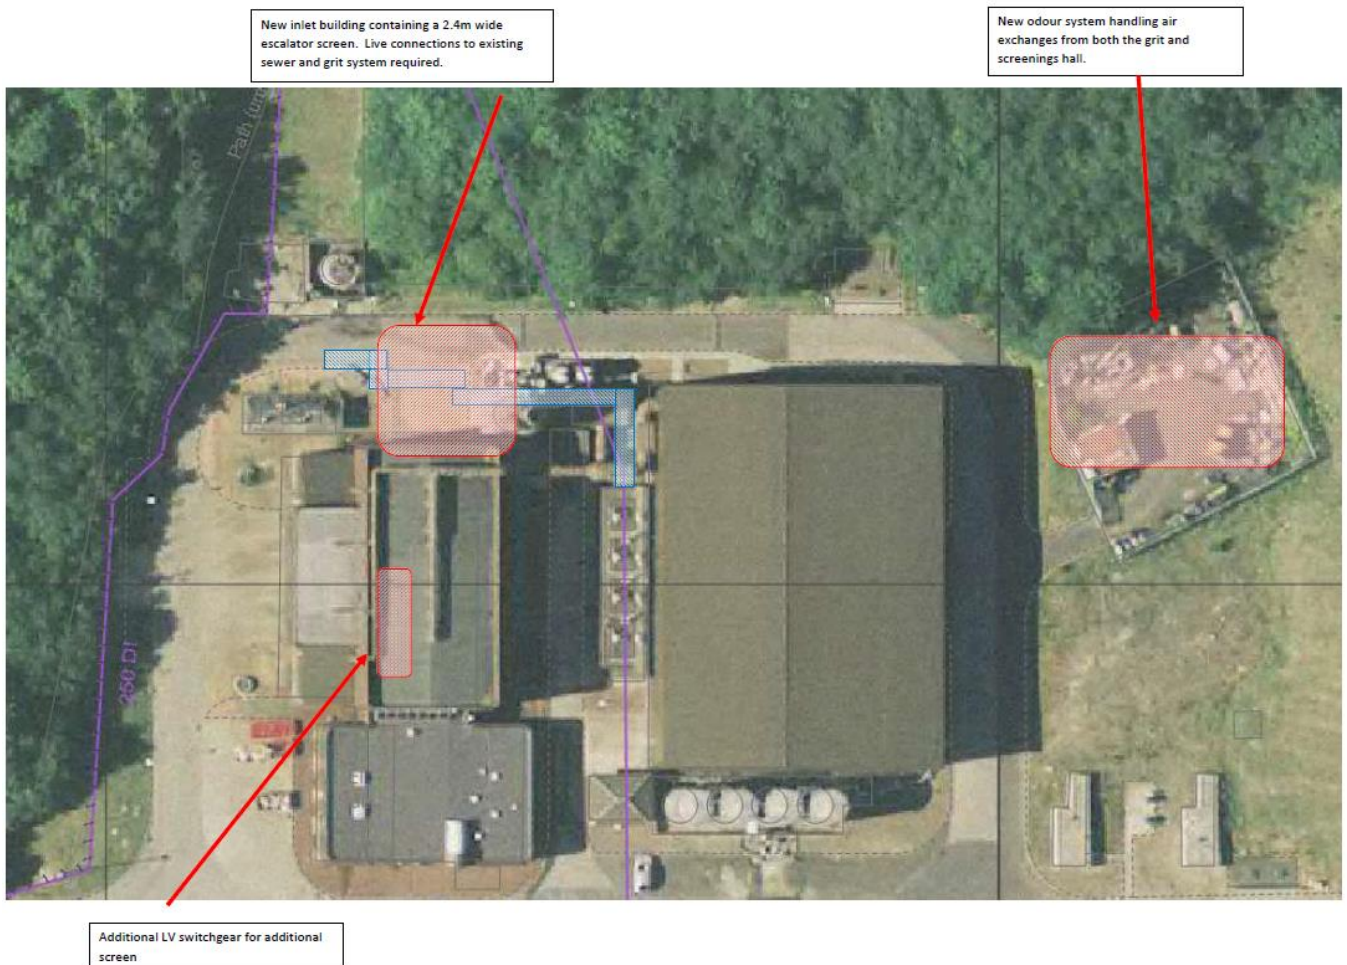 New inlet building containing a 2.4m wide
escalator screen. Live connections to existing
sewer and grit system required.
New odour system handling air
exchanges from both the grit and
screenings hall.
Path
Additional LV switchgear for additional
screen